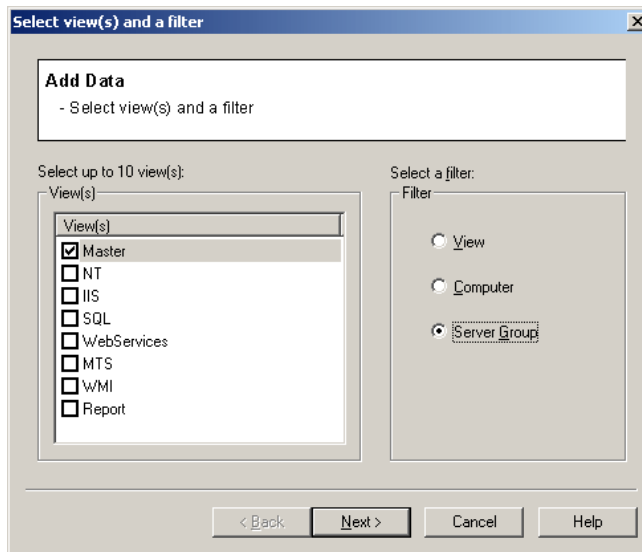 Select view(s) and a filter
Add Data
- Select view(s) and a filter
Select up to 10 view(s):
View(s)
View(s)
Master
NT
IIS
SQL
WebServices
MTS
WMI
Report
Select a filter:
Filter
View
Computer
Server Group
< Back
Next >
Cancel
Help